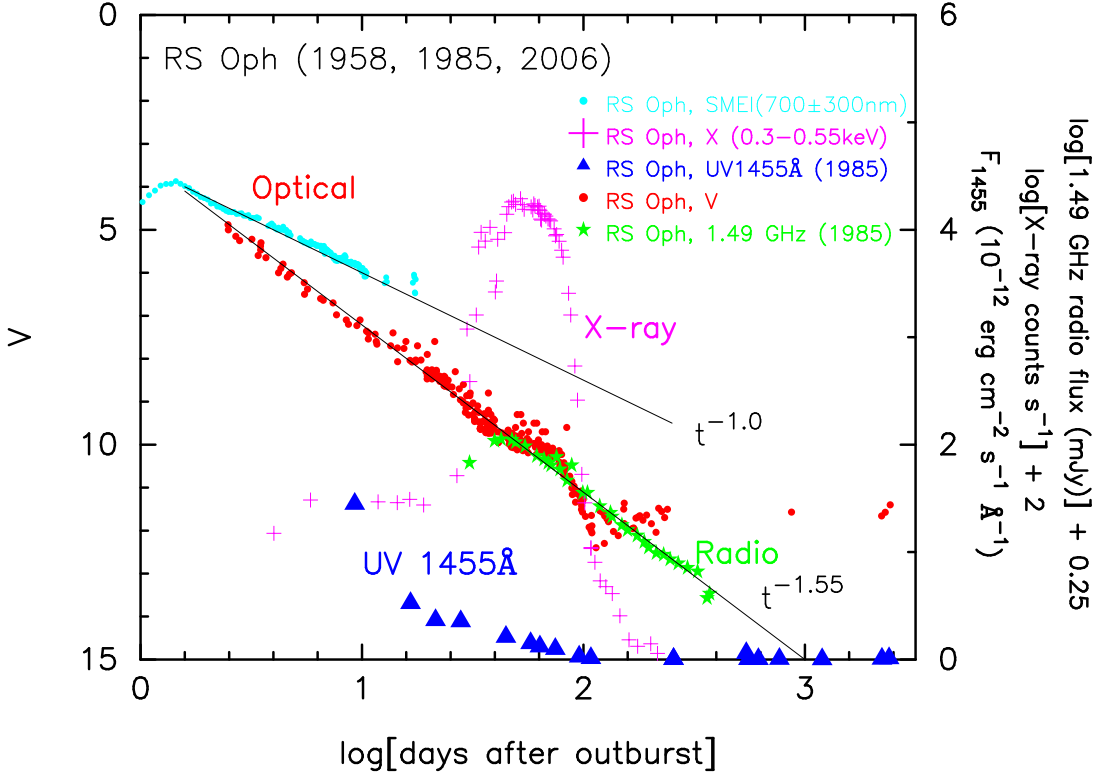 0
6
RS Oph (1958, 1985, 2006)
RS Oph, SMEI(700±300nm)
RS Oph, X (0.3−0.55keV)
RS Oph, UV1455Å (1985)
RS Oph, V
RS Oph, 1.49 GHz (1985)
Optical
5
4
X−ray
t^−1.0
10
2
UV 1455Å
Radio
t^−1.55
15
0
0
1
2
3
log[days after outburst]
V
F_1455 (10^−12 erg cm^−2 s^−1 Å^−1)
log[X−ray counts s^−1] + 2
log[1.49 GHz radio flux (mJy)] + 0.25